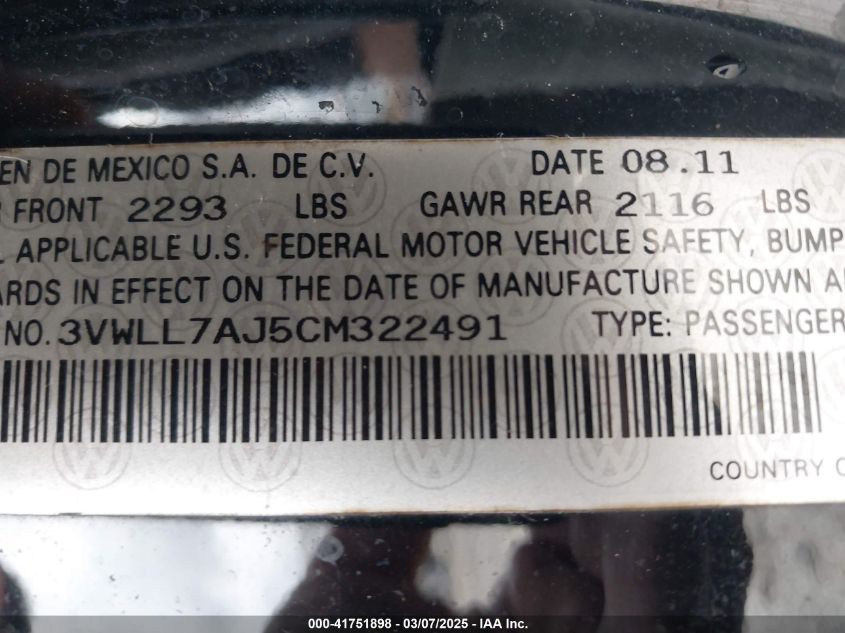 EN DE MEXICO S.A. DE C.V. DATE 08.11
FRONT 2293 LBS GAWR REAR 2116 LBS
APPLICABLE U.S. FEDERAL MOTOR VEHICLE SAFETY, BUMP
ARDS IN EFFECT ON THE DATE OF MANUFACTURE SHOWN A
NO. 3VWLL7AJ5CM322491 TYPE: PASSENGER
COUNTRY
000-41751898 - 03/07/2025 - IAA Inc.